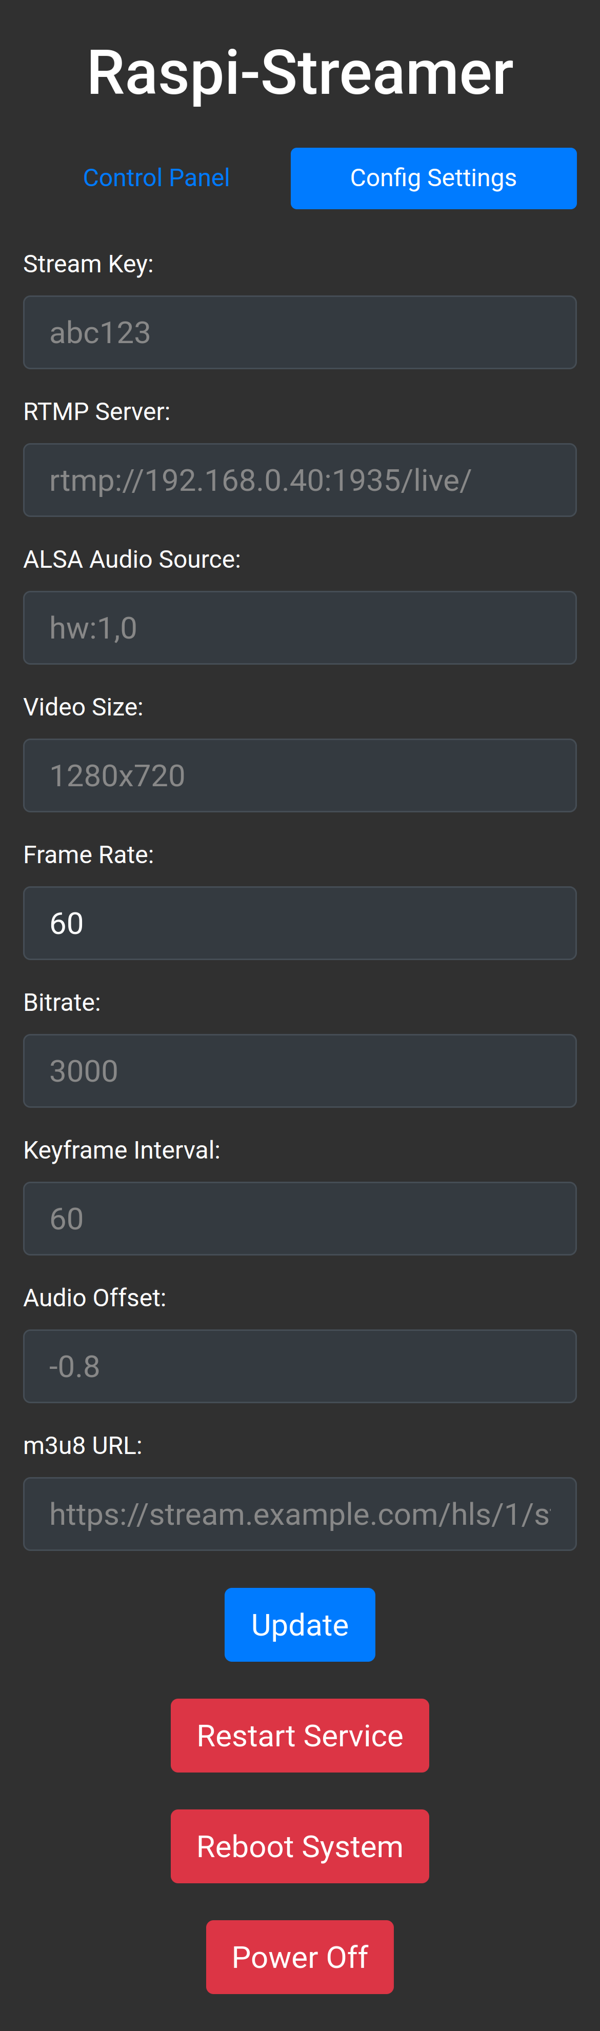 Raspi-Streamer
Control Panel
Config Settings
Stream Key:
abc123
RTMP Server:
rtmp://192.168.0.40:1935/live/
ALSA Audio Source:
hw:1,0
Video Size:
1280x720
Frame Rate:
60
Bitrate:
3000
Keyframe Interval:
60
Audio Offset:
-0.8
m3u8 URL:
https://stream.example.com/hls/1/s
Update
Restart Service
Reboot System
Power Off